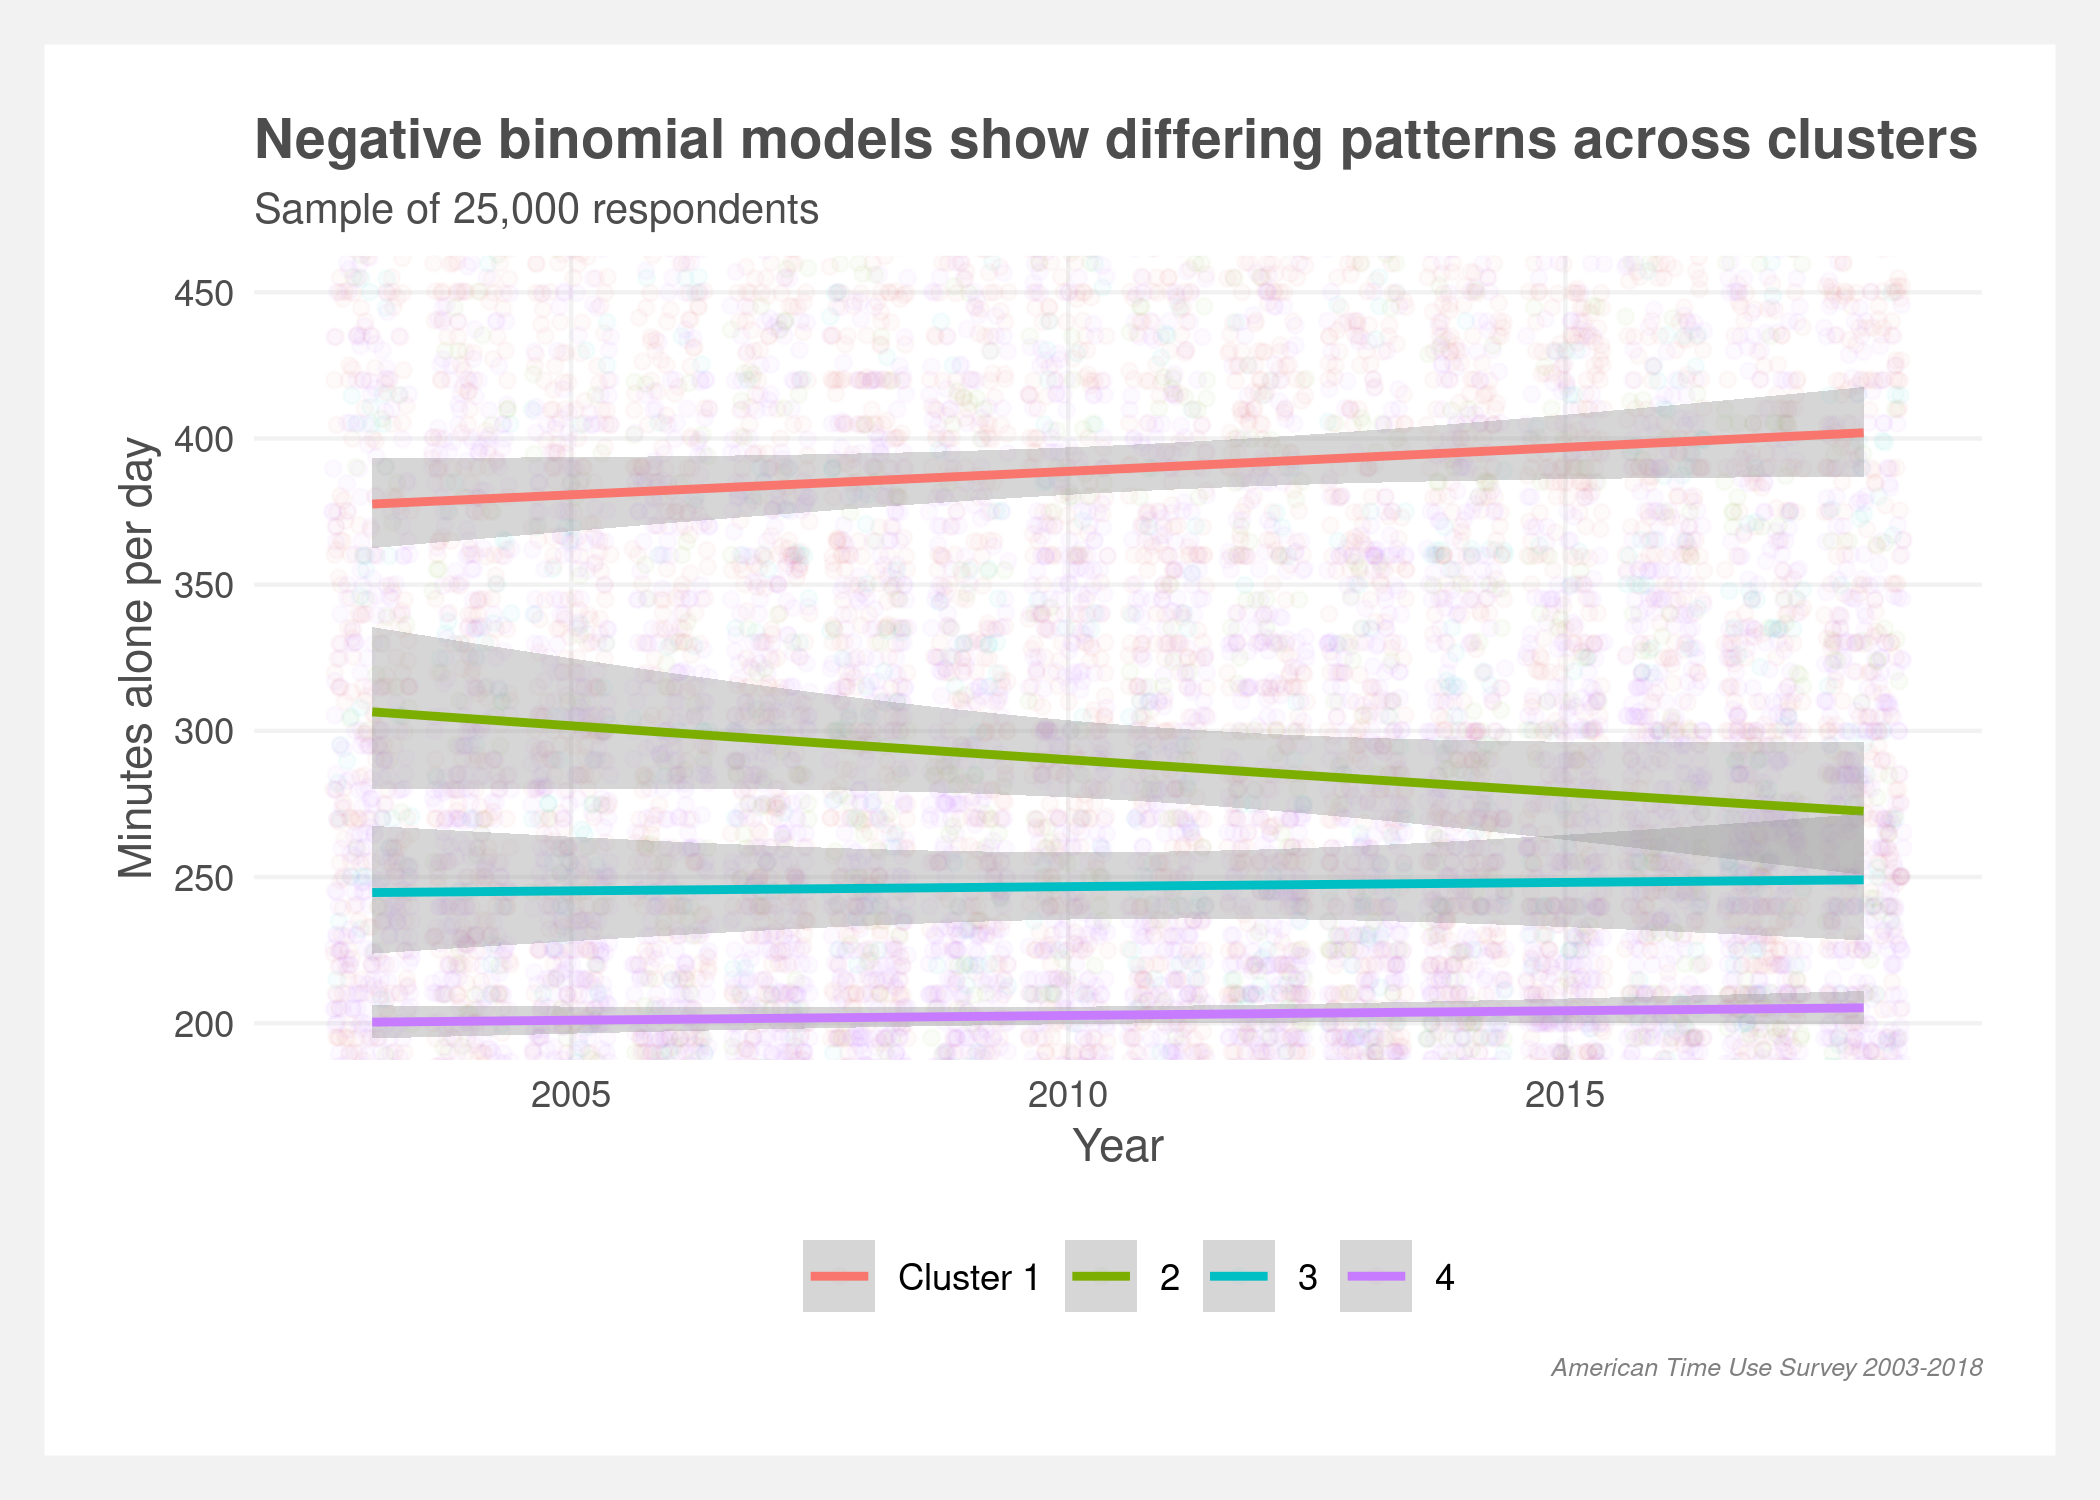 Negative binomial models show differing patterns across clusters
Sample of 25,000 respondents
Minutes alone per day
450
400
350
300
250
200
2005 2010 2015
Year
Cluster 1 2 3 4
American Time Use Survey 2003-2018